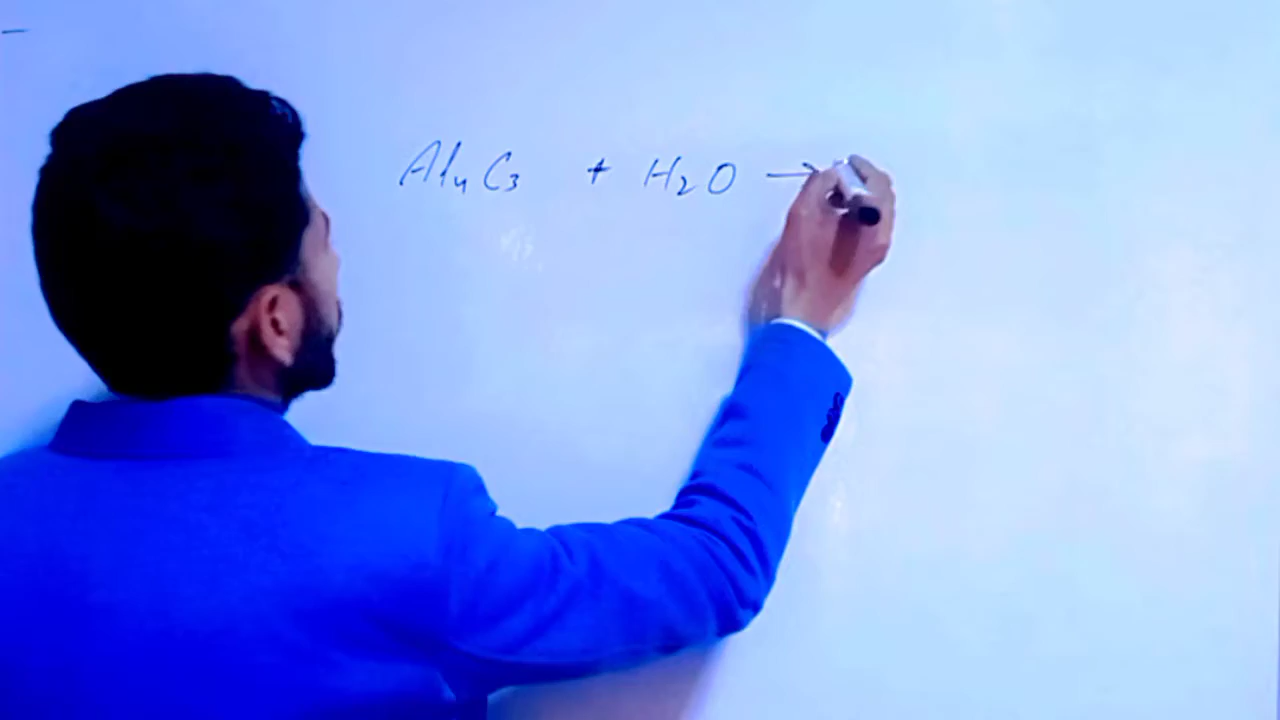 Al₄C₃ + H₂O →